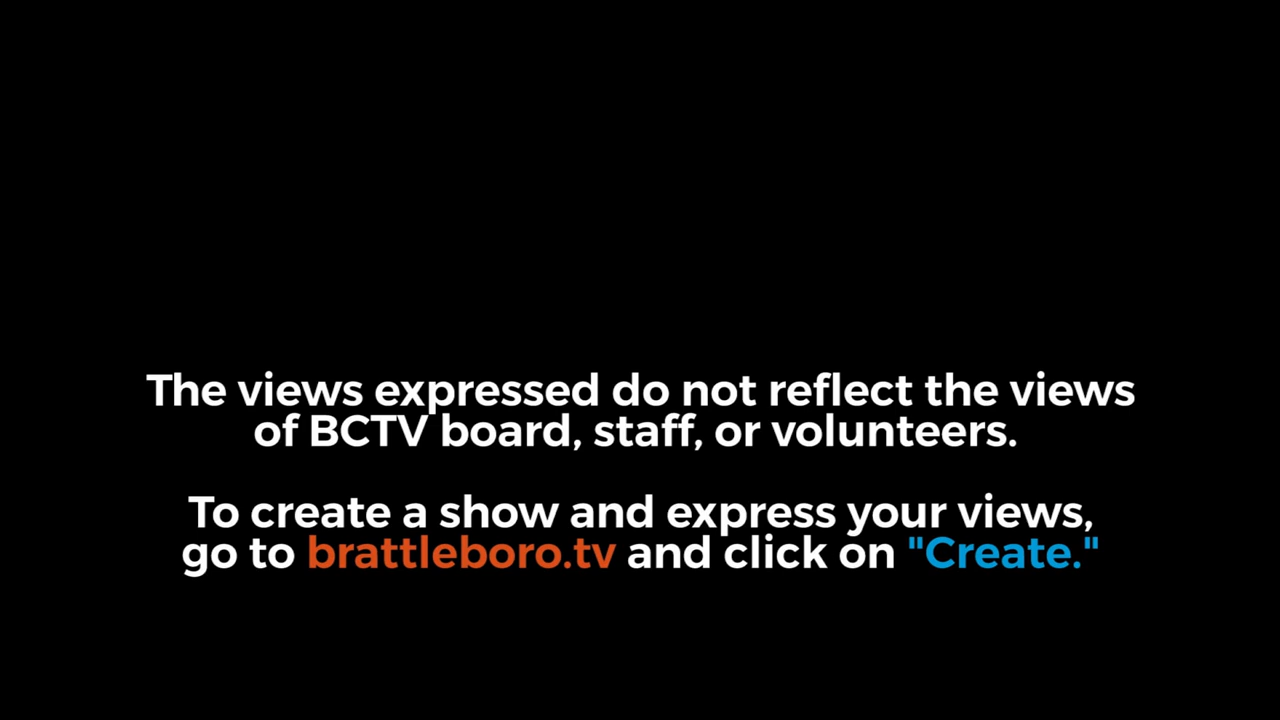 The views expressed do not reflect the views
of BCTV board, staff, or volunteers.
To create a show and express your views,
go to brattleboro.tv and click on "Create."